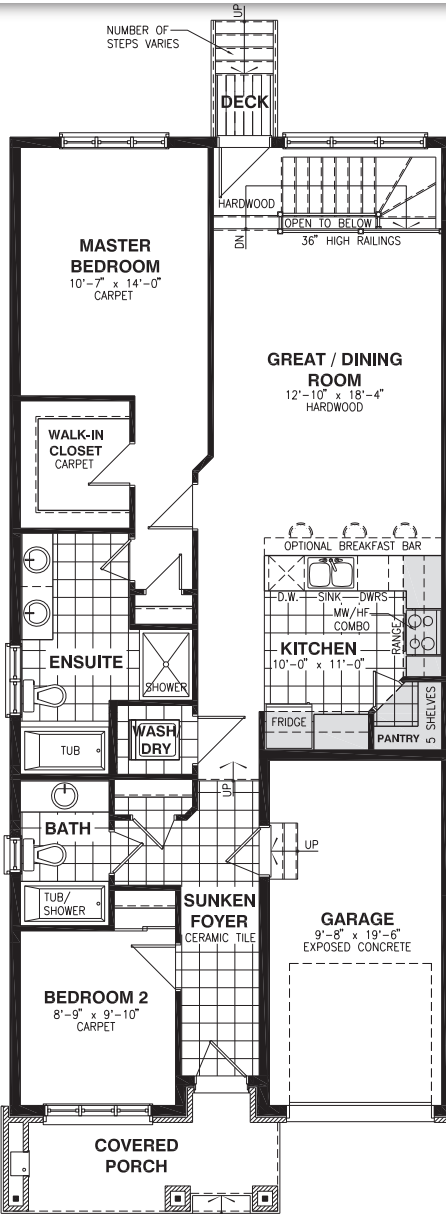 UP
NUMBER OF
STEPS VARIES
DECK
HARDWOOD
OPEN TO BELOW
DN
36" HIGH RAILINGS
MASTER
BEDROOM
10'-7" x 14'-0"
CARPET
GREAT / DINING
ROOM
12'-10" x 18'-4"
HARDWOOD
WALK-IN
CLOSET
CARPET
OPTIONAL BREAKFAST BAR
D.W.
SINK
DWRS
MW/HF
COMBO
RANGE
KITCHEN
10'-0" x 11'-0"
ENSUITE
SHOWER
5 SHELVES
FRIDGE
PANTRY
WASH/
DRY
TUB
UP
BATH
UP
TUB/
SHOWER
SUNKEN
FOYER
CERAMIC TILE
GARAGE
9'-8" x 19'-6"
EXPOSED CONCRETE
BEDROOM 2
8'-9" x 9'-10"
CARPET
COVERED
PORCH